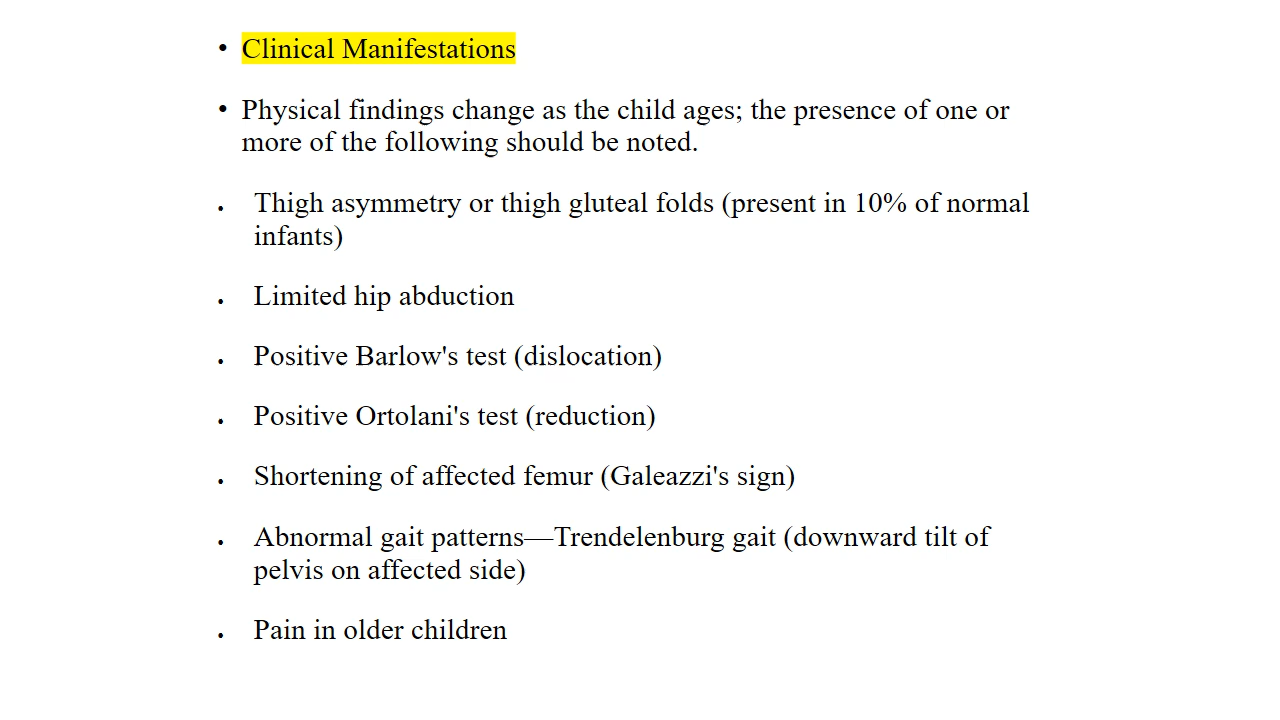 • Clinical Manifestations
• Physical findings change as the child ages; the presence of one or
more of the following should be noted.
• Thigh asymmetry or thigh gluteal folds (present in 10% of normal
infants)
• Limited hip abduction
• Positive Barlow's test (dislocation)
• Positive Ortolani's test (reduction)
• Shortening of affected femur (Galeazzi's sign)
• Abnormal gait patterns—Trendelenburg gait (downward tilt of
pelvis on affected side)
• Pain in older children